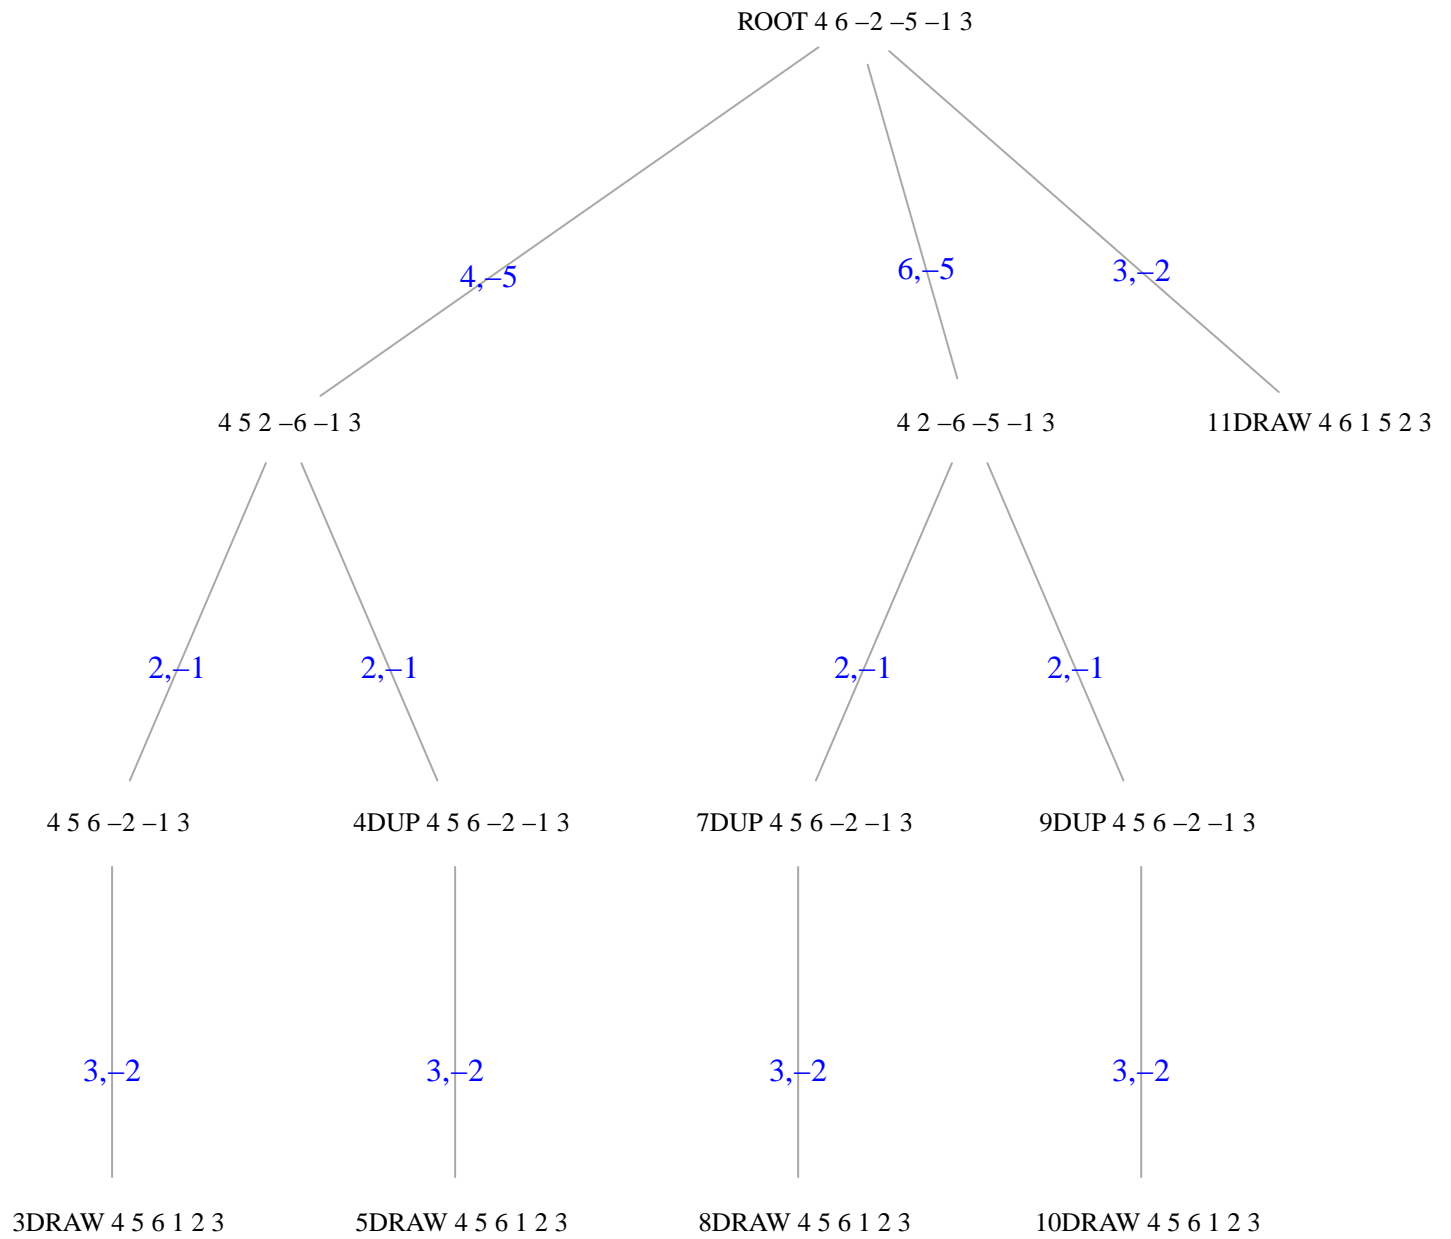 ROOT 4 6 –2 –5 –1 3
4,–5
6,–5
3,–2
4 5 2 –6 –1 3
4 2 –6 –5 –1 3
11DRAW 4 6 1 5 2 3
2,–1
2,–1
2,–1
2,–1
4 5 6 –2 –1 3
4DUP 4 5 6 –2 –1 3
7DUP 4 5 6 –2 –1 3
9DUP 4 5 6 –2 –1 3
3,–2
3,–2
3,–2
3,–2
3DRAW 4 5 6 1 2 3
5DRAW 4 5 6 1 2 3
8DRAW 4 5 6 1 2 3
10DRAW 4 5 6 1 2 3